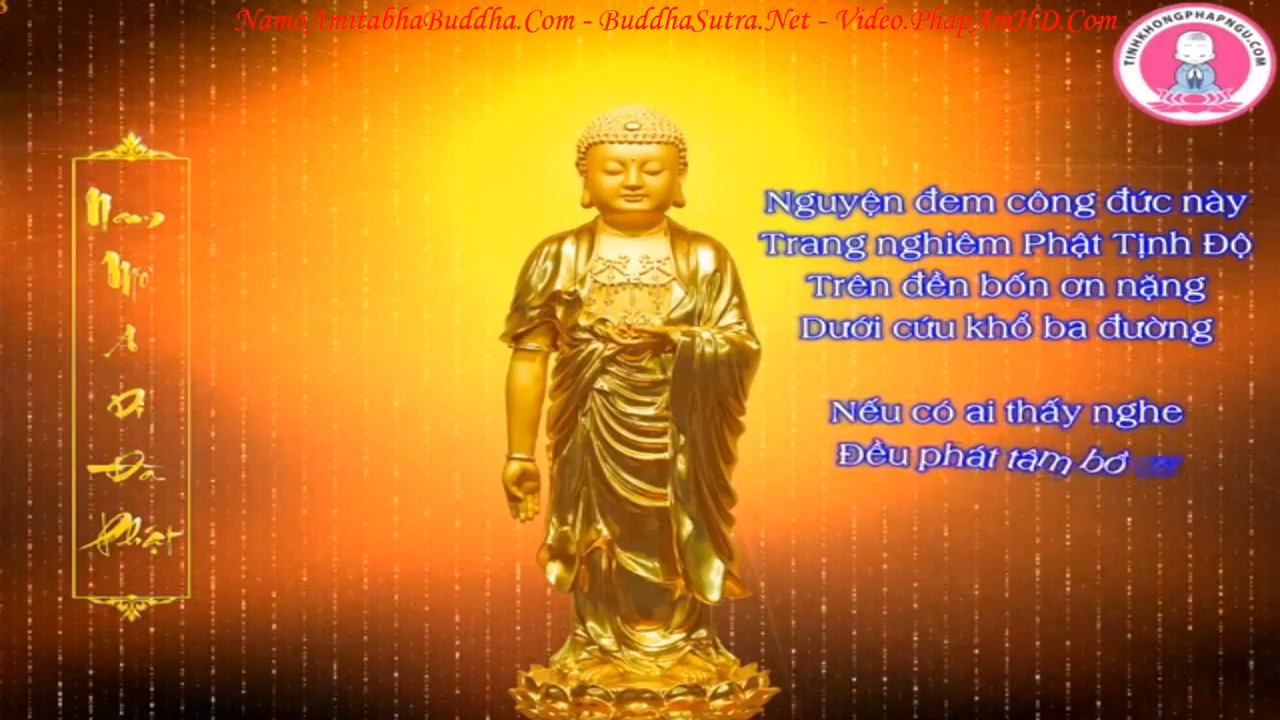 NamoAmitabhaBuddha.Com - BuddhaSutra.Net - Video.PhapAmHD.Com
TINHKHONGPHAPNGU.COM
Nam
Mô
A
Di
Đà
Phật
Nguyện đem công đức này
Trang nghiêm Phật Tịnh Độ
Trên đền bốn ơn nặng
Dưới cứu khổ ba đường
Nếu có ai thấy nghe
Đều phát tâm bồ